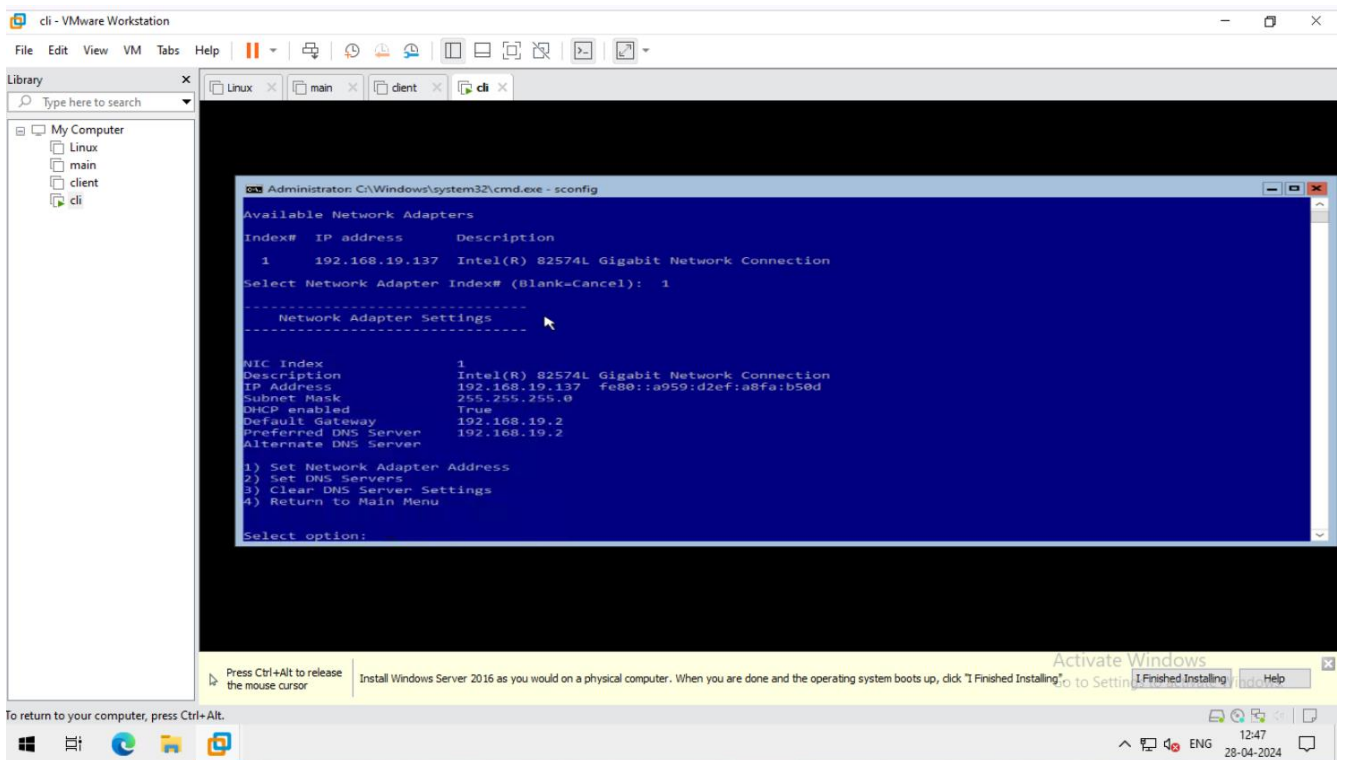 cli - VMware Workstation
File Edit View VM Tabs Help
Library
Type here to search
My Computer
Linux
main
client
cli
Linux main client cli
Administrator: C:\Windows\system32\cmd.exe - sconfig
Available Network Adapters
Index# IP address Description
1 192.168.19.137 Intel(R) 82574L Gigabit Network Connection
Select Network Adapter Index# (Blank=Cancel): 1
--------------------------------
Network Adapter Settings
--------------------------------
NIC Index 1
Description Intel(R) 82574L Gigabit Network Connection
IP Address 192.168.19.137 fe80::a959:d2ef:a8fa:b50d
Subnet Mask 255.255.255.0
DHCP enabled True
Default Gateway 192.168.19.2
Preferred DNS Server 192.168.19.2
Alternate DNS Server
1) Set Network Adapter Address
2) Set DNS Servers
3) Clear DNS Server Settings
4) Return to Main Menu
Select option:
Activate Windows
Go to Settings to activate Windows.
Press Ctrl+Alt to release
the mouse cursor
Install Windows Server 2016 as you would on a physical computer. When you are done and the operating system boots up, click "I Finished Installing".
I Finished Installing
Help
To return to your computer, press Ctrl+Alt.
ENG
12:47
28-04-2024